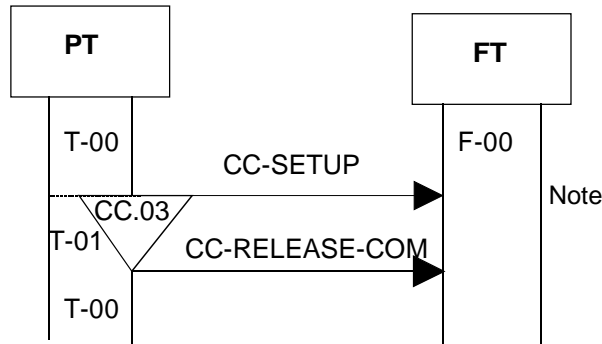 PT
FT
T-00
F-00
CC-SETUP
Note
CC.03
T-01
CC-RELEASE-COM
T-00